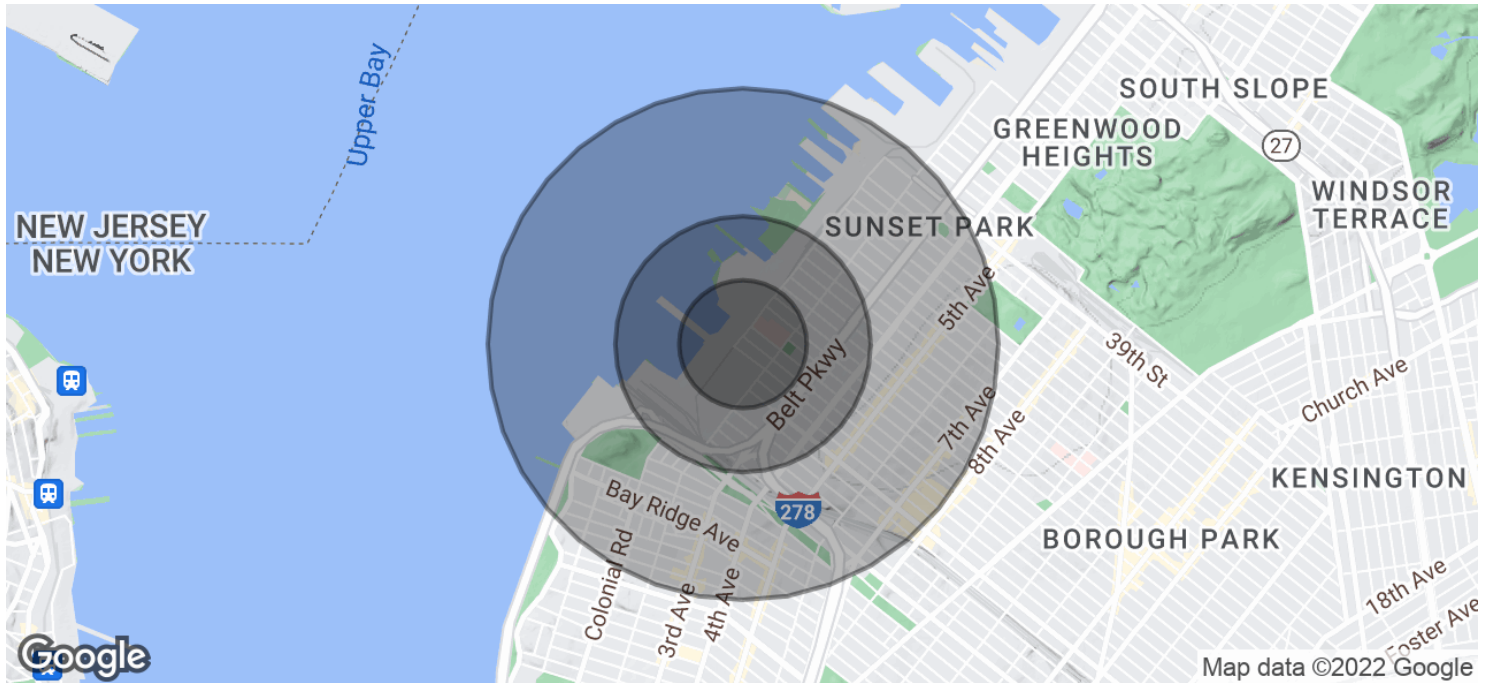 Upper Bay
SOUTH SLOPE
GREENWOOD
HEIGHTS
27
WINDSOR
TERRACE
NEW JERSEY
NEW YORK
SUNSET PARK
5th Ave
39th St
Belt Pkwy
Church Ave
7th Ave
8th Ave
KENSINGTON
Bay Ridge Ave
278
BOROUGH PARK
Colonial Rd
3rd Ave
4th Ave
18th Ave
Foster Ave
Google
Map data ©2022 Google